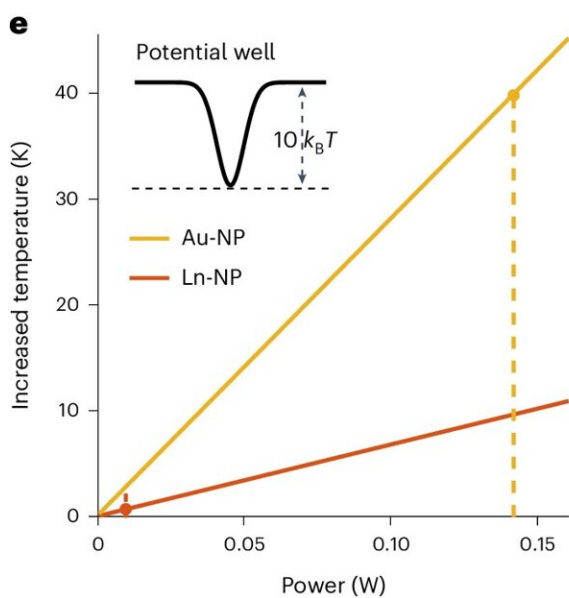 e
Potential well
10 kBT
Au-NP
Ln-NP
Increased temperature (K)
40
30
20
10
0
0 0.05 0.10 0.15
Power (W)